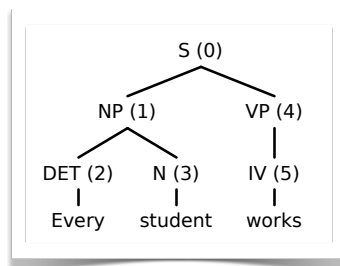 S (0)
NP (1) VP (4)
DET (2) N (3) IV (5)
Every student works